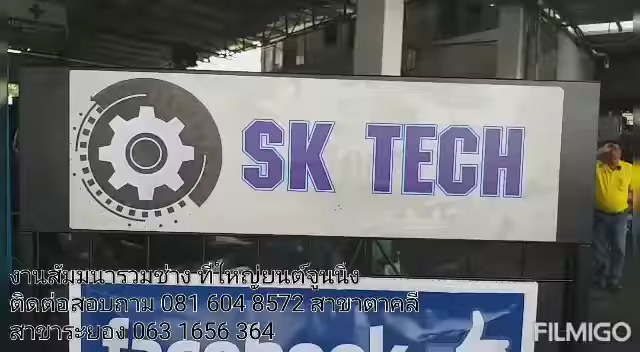 SK TECH
งานสัมมนารวมช่าง ที่ใหญ่ยนต์จูนนิ่ง
ติดต่อสอบถาม 081 604 8572 สาขาตาคลี
สาขาระยอง 063 1656 364
facebook
FILMIGO